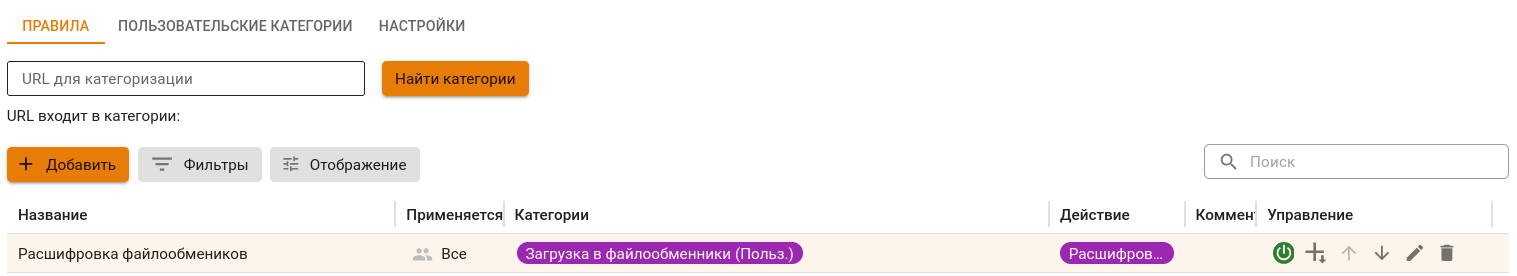 ПРАВИЛА ПОЛЬЗОВАТЕЛЬСКИЕ КАТЕГОРИИ НАСТРОЙКИ
URL для категоризации Найти категории
URL входит в категории:
Добавить Фильтры Отображение Поиск
Название Применяется Категории Действие Коммен Управление
Расшифровка файлообмеников Все Загрузка в файлообменники (Польз.) Расшифров...